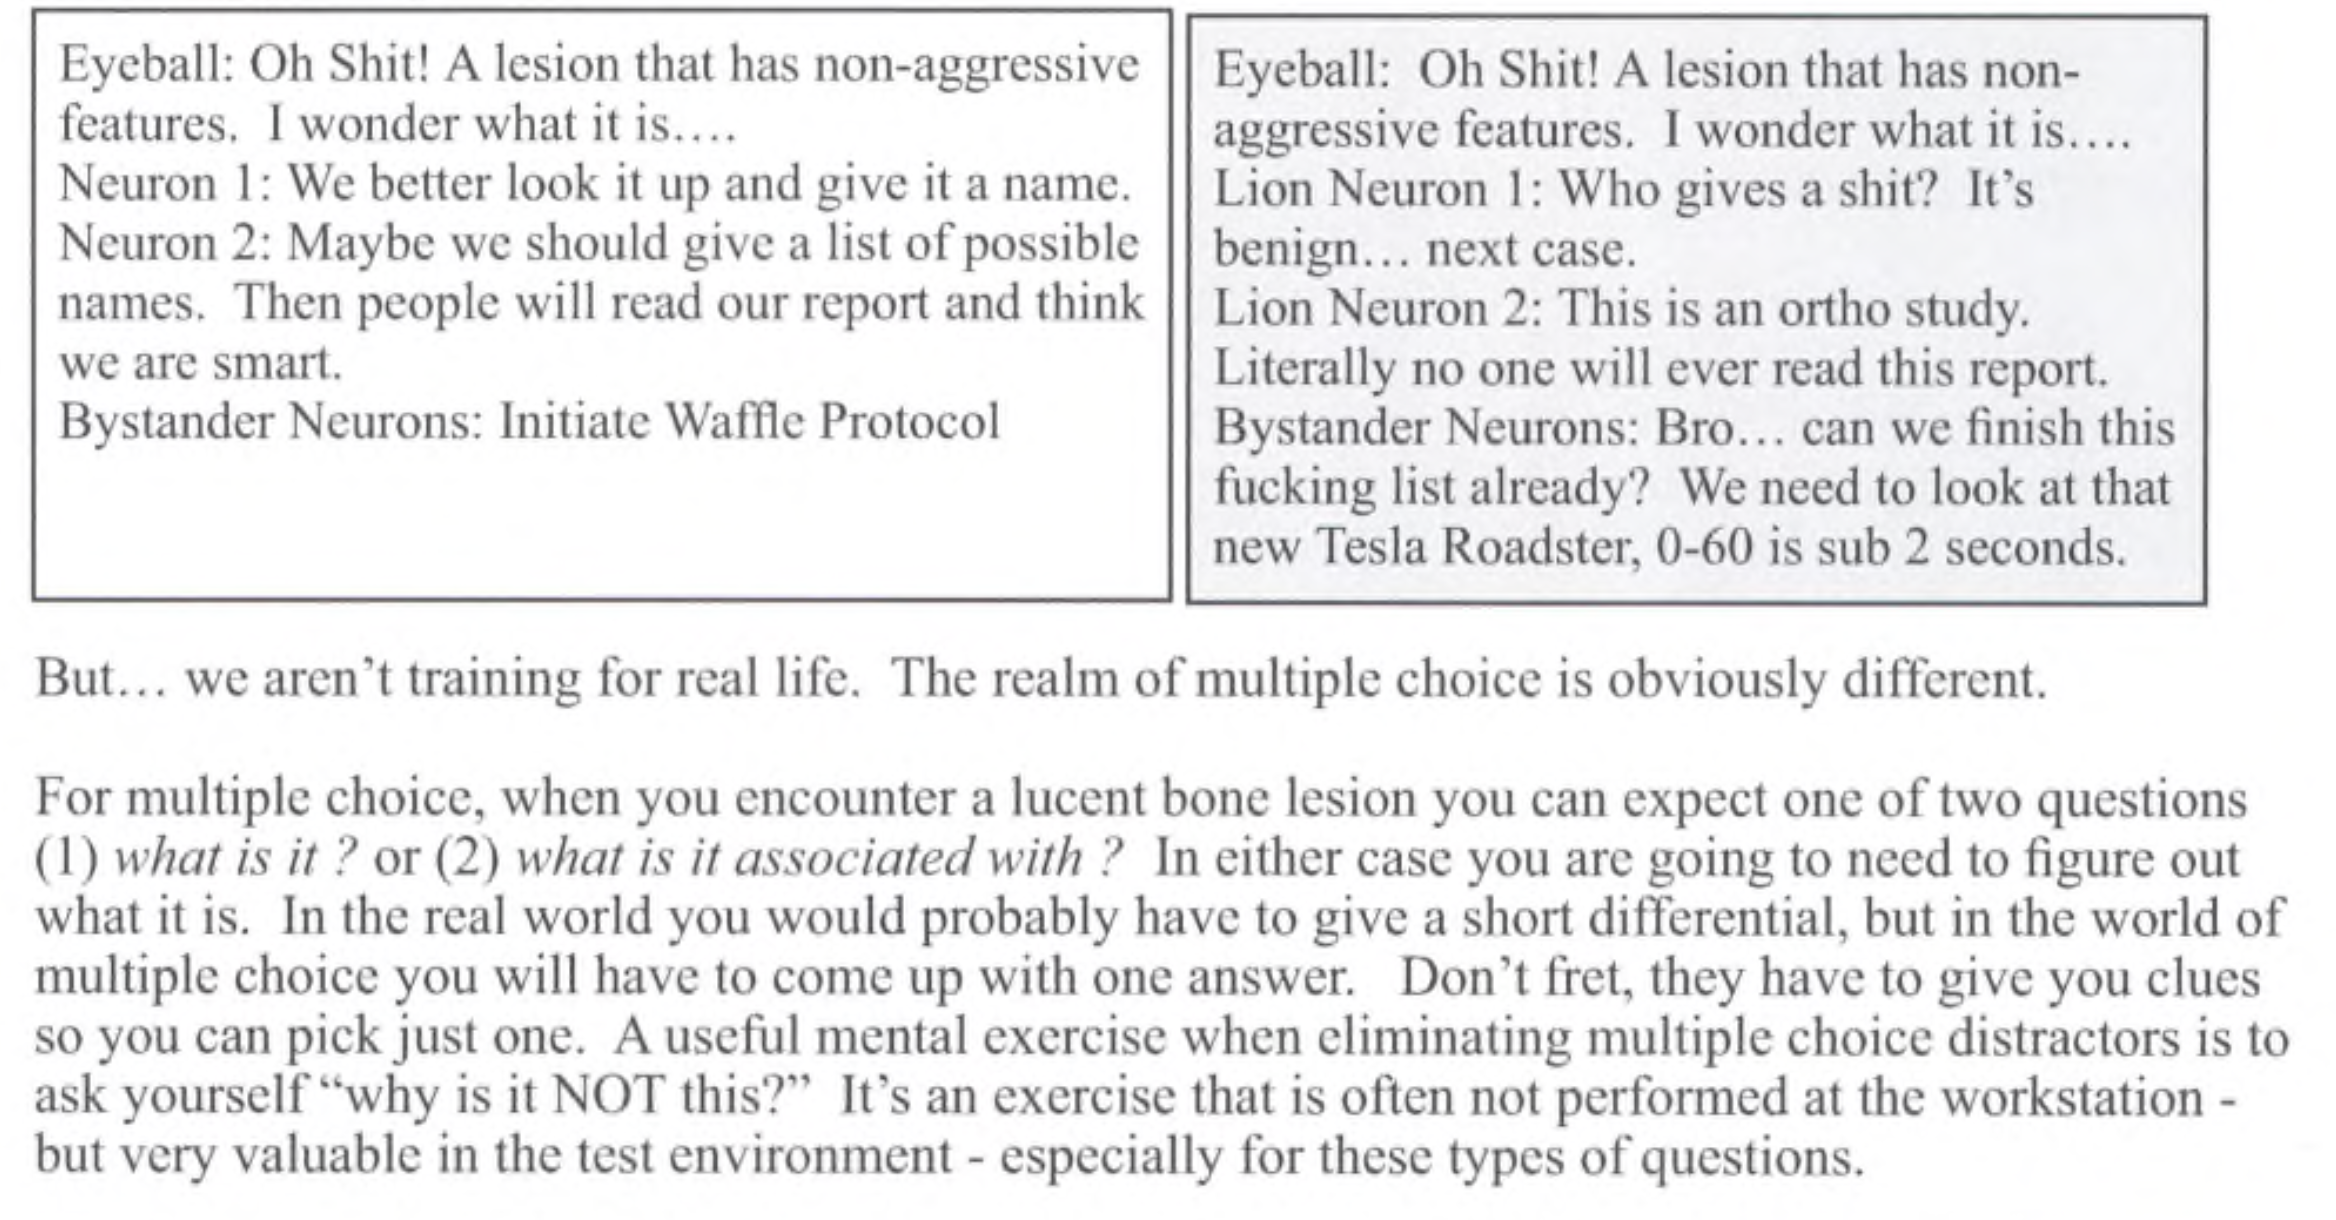 Eyeball: Oh Shit! A lesion that has non-aggressive
features. I wonder what it is....
Neuron 1: We better look it up and give it a name.
Neuron 2: Maybe we should give a list of possible
names. Then people will read our report and think
we are smart.
Bystander Neurons: Initiate Waffle Protocol
Eyeball: Oh Shit! A lesion that has non-
aggressive features. I wonder what it is....
Lion Neuron 1: Who gives a shit? It's
benign... next case.
Lion Neuron 2: This is an ortho study.
Literally no one will ever read this report.
Bystander Neurons: Bro... can we finish this
fucking list already? We need to look at that
new Tesla Roadster, 0-60 is sub 2 seconds.
But... we aren't training for real life. The realm of multiple choice is obviously different.
For multiple choice, when you encounter a lucent bone lesion you can expect one of two questions
(1) what is it ? or (2) what is it associated with ? In either case you are going to need to figure out
what it is. In the real world you would probably have to give a short differential, but in the world of
multiple choice you will have to come up with one answer. Don't fret, they have to give you clues
so you can pick just one. A useful mental exercise when eliminating multiple choice distractors is to
ask yourself "why is it NOT this?" It's an exercise that is often not performed at the workstation -
but very valuable in the test environment - especially for these types of questions.